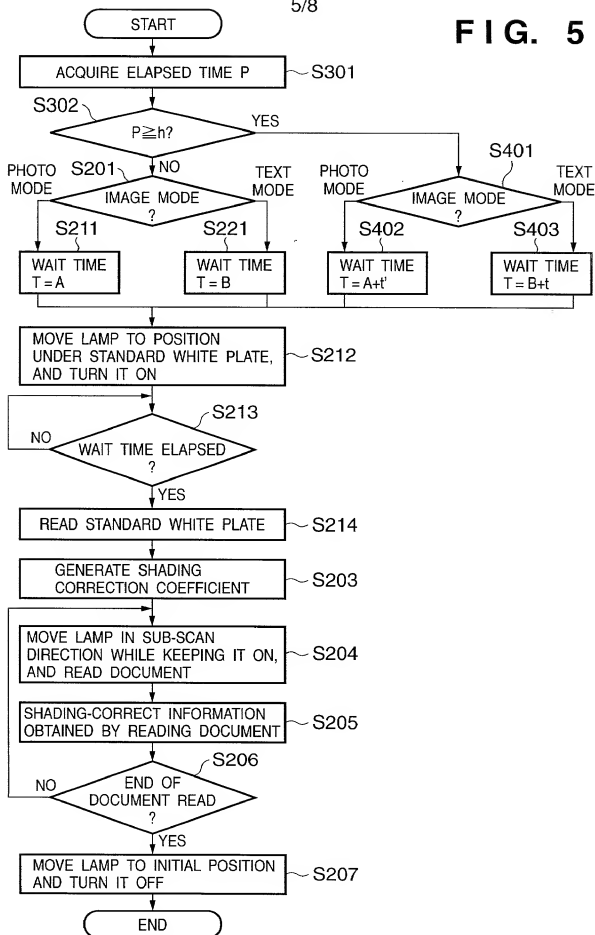 5/8
FIG. 5
START
ACQUIRE ELAPSED TIME P
S301
S302
P≧h?
YES
NO
PHOTO
MODE
S201
TEXT
MODE
IMAGE MODE
?
PHOTO
MODE
S401
TEXT
MODE
IMAGE MODE
?
S211
WAIT TIME
T = A
S221
WAIT TIME
T = B
S402
WAIT TIME
T = A+t'
S403
WAIT TIME
T = B+t
MOVE LAMP TO POSITION
UNDER STANDARD WHITE PLATE,
AND TURN IT ON
S212
S213
NO
WAIT TIME ELAPSED
?
YES
READ STANDARD WHITE PLATE
S214
GENERATE SHADING
CORRECTION COEFFICIENT
S203
MOVE LAMP IN SUB-SCAN
DIRECTION WHILE KEEPING IT ON,
AND READ DOCUMENT
S204
SHADING-CORRECT INFORMATION
OBTAINED BY READING DOCUMENT
S205
S206
NO
END OF
DOCUMENT READ
?
YES
MOVE LAMP TO INITIAL POSITION
AND TURN IT OFF
S207
END